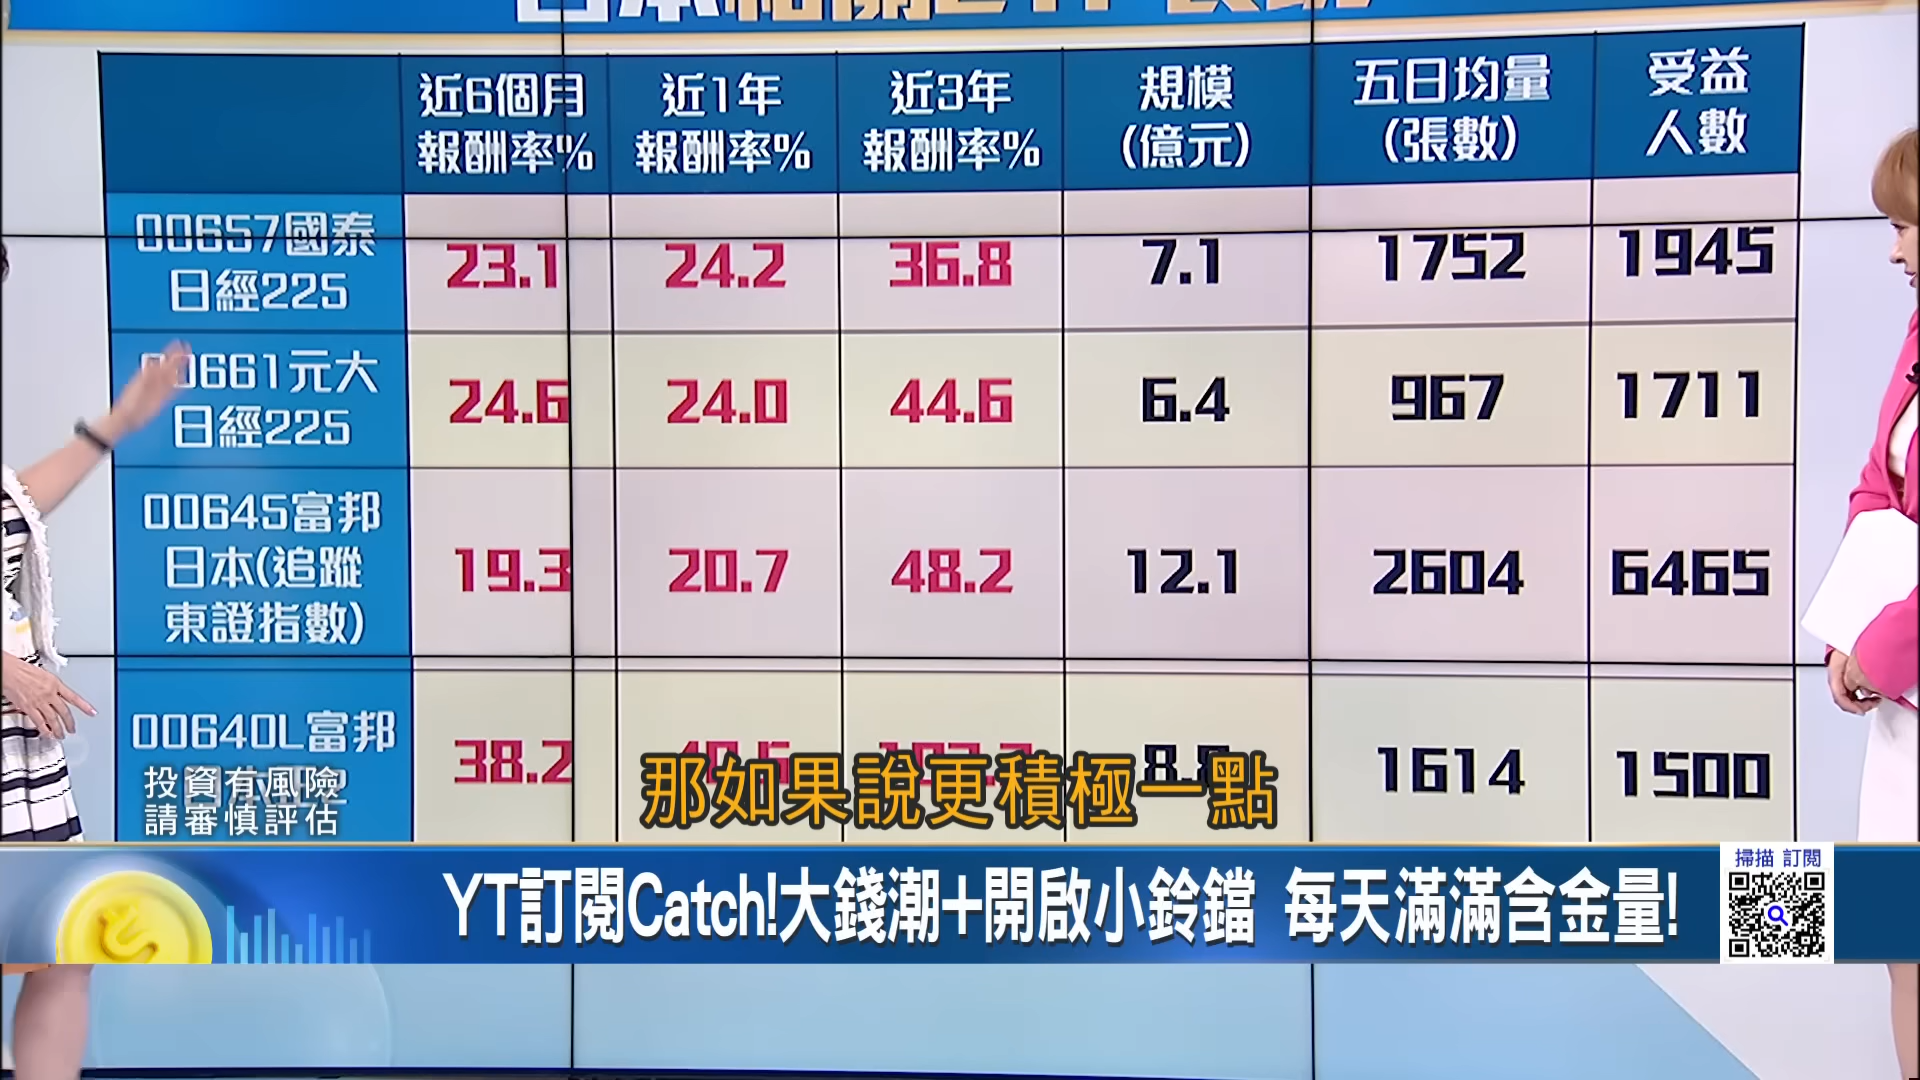 日本相關ETF
近6個月
報酬率%
近1年
報酬率%
近3年
報酬率%
規模
(億元)
五日均量
(張數)
受益
人數
00657國泰
日經225
23.1
24.2
36.8
7.1
1752
1945
00661元大
日經225
24.6
24.0
44.6
6.4
967
1711
00645富邦
日本(追蹤
東證指數)
19.3
20.7
48.2
12.1
2604
6465
00640L富邦
38.2
1614
1500
投資有風險
請審慎評估
那如果說更積極一點
YT訂閱Catch!大錢潮+開啟小鈴鐺 每天滿滿含金量!
掃描 訂閱